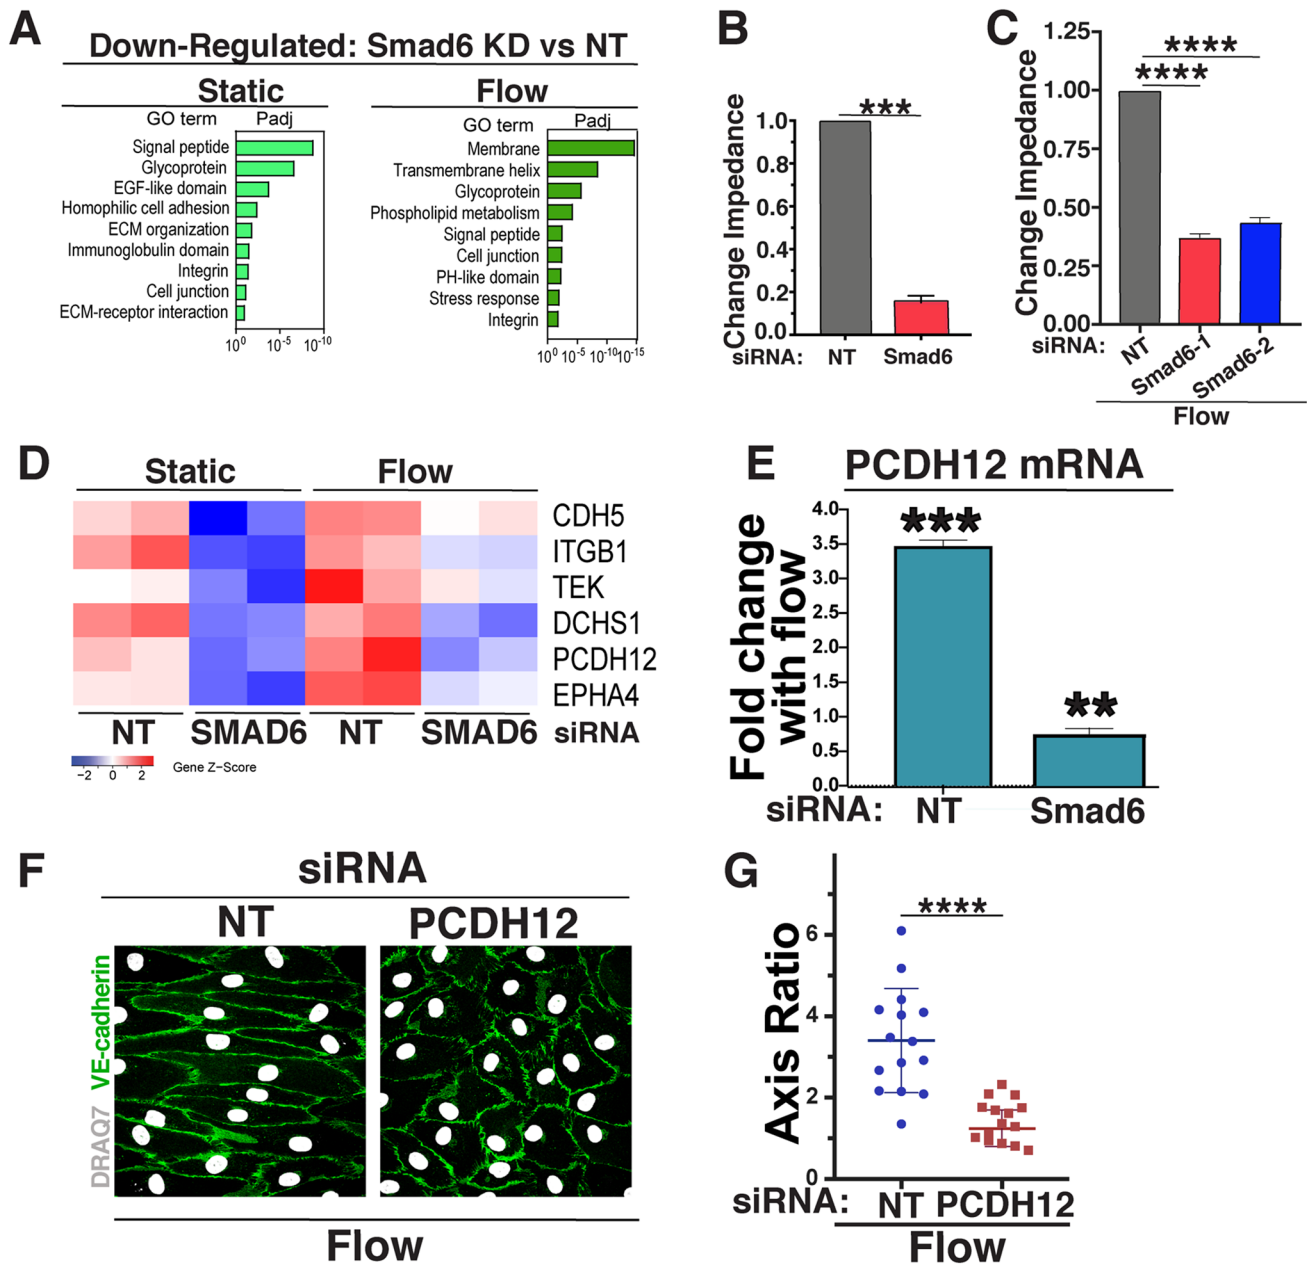 A
Down-Regulated: Smad6 KD vs NT
Static
GO term Padj
Signal peptide
Glycoprotein
EGF-like domain
Homophilic cell adhesion
ECM organization
Immunoglobulin domain
Integrin
Cell junction
ECM-receptor interaction
10⁰ 10⁻⁵ 10⁻¹⁰
Flow
GO term Padj
Membrane
Transmembrane helix
Glycoprotein
Phospholipid metabolism
Signal peptide
Cell junction
PH-like domain
Stress response
Integrin
10⁰ 10⁻⁵ 10⁻¹⁰ 10⁻¹⁵
B
Change Impedance
1.0
0.8
0.6
0.4
0.2
0.0
***
siRNA: NT Smad6
C
Change Impedance
1.25
1.00
0.75
0.50
0.25
0.00
****
****
siRNA: NT Smad6-1 Smad6-2
Flow
D
Static Flow
CDH5
ITGB1
TEK
DCHS1
PCDH12
EPHA4
NT SMAD6 NT SMAD6 siRNA
−2 0 2
Gene Z−Score
E
PCDH12 mRNA
Fold change
with flow
4.0
3.5
3.0
2.5
2.0
1.5
1.0
0.5
0.0
***
**
siRNA: NT Smad6
F
siRNA
NT PCDH12
DRAQ7 VE-cadherin
Flow
G
Axis Ratio
6
4
2
0
****
siRNA: NT PCDH12
Flow